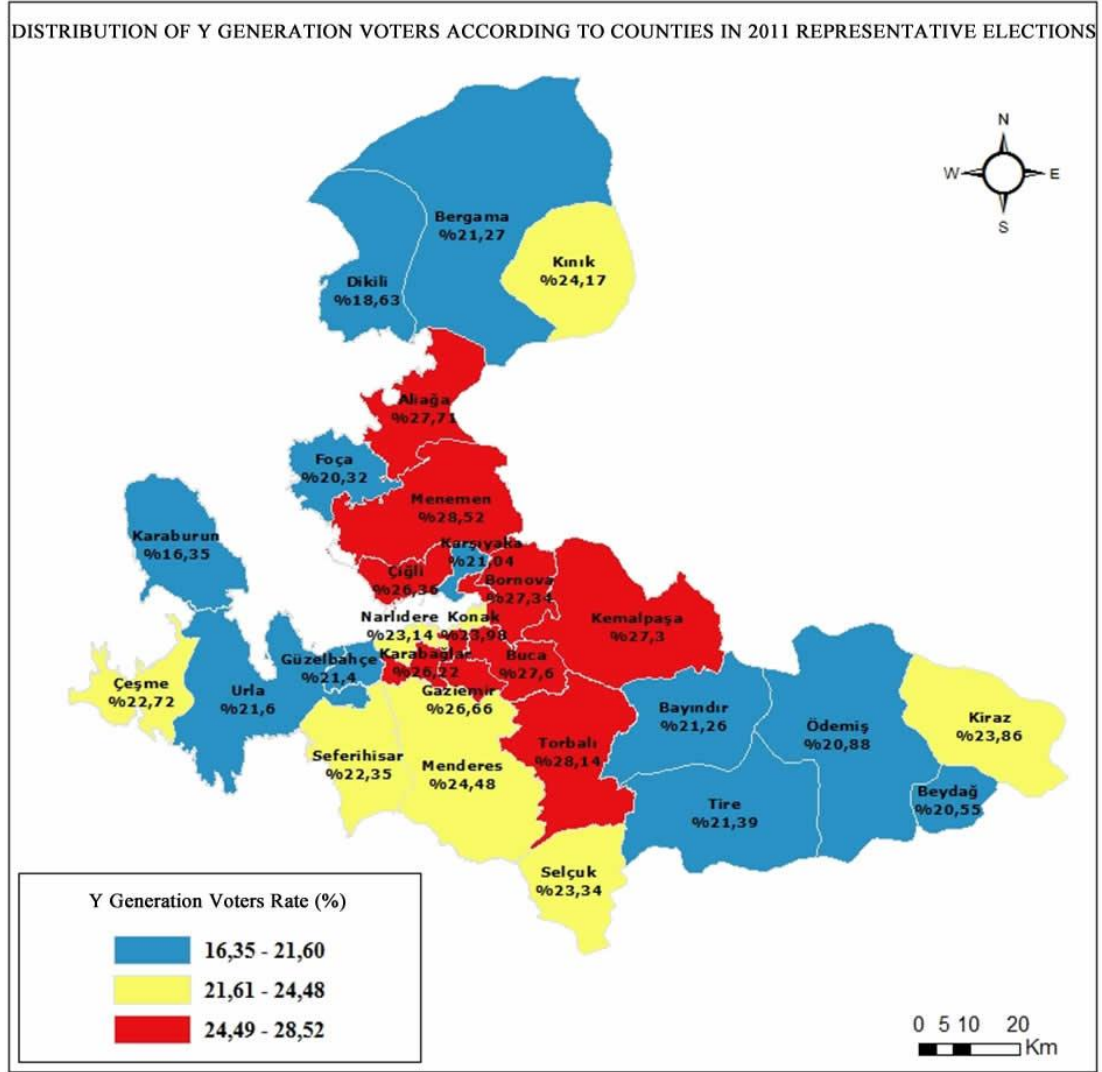 DISTRIBUTION OF Y GENERATION VOTERS ACCORDING TO COUNTIES IN 2011 REPRESENTATIVE ELECTIONS
N
W
E
S
Bergama
%21,27
Kınık
%24,17
Dikili
%18,63
Aliağa
%27,71
Foça
%20,32
Menemen
%28,52
Karaburun
%16,35
Karşıyaka
%21,04
Çiğli
%26,36
Bornova
%27,34
Kemalpaşa
%27,3
Narlıdere
%23,14
Konak
%23,98
Güzelbahçe
%21,4
Karabağlar
%26,22
Buca
%27,6
Çeşme
%22,72
Urla
%21,6
Gaziemir
%26,66
Bayındır
%21,26
Ödemiş
%20,88
Kiraz
%23,86
Seferihisar
%22,35
Menderes
%24,48
Torbalı
%28,14
Tire
%21,39
Beydağ
%20,55
Selçuk
%23,34
Y Generation Voters Rate (%)
16,35 - 21,60
21,61 - 24,48
24,49 - 28,52
0 5 10 20
Km